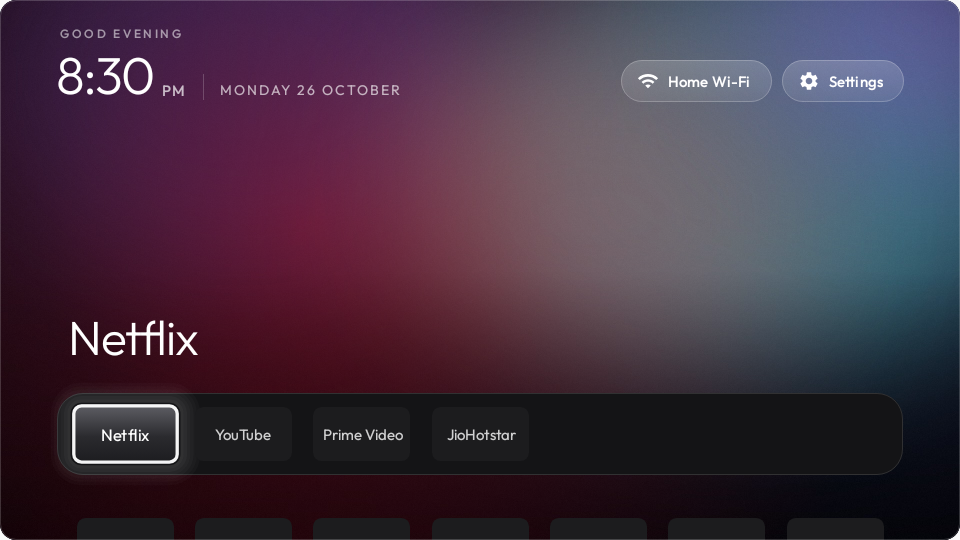 GOOD EVENING
8:30 PM
MONDAY 26 OCTOBER
Home Wi-Fi
Settings
Netflix
Netflix
YouTube
Prime Video
JioHotstar